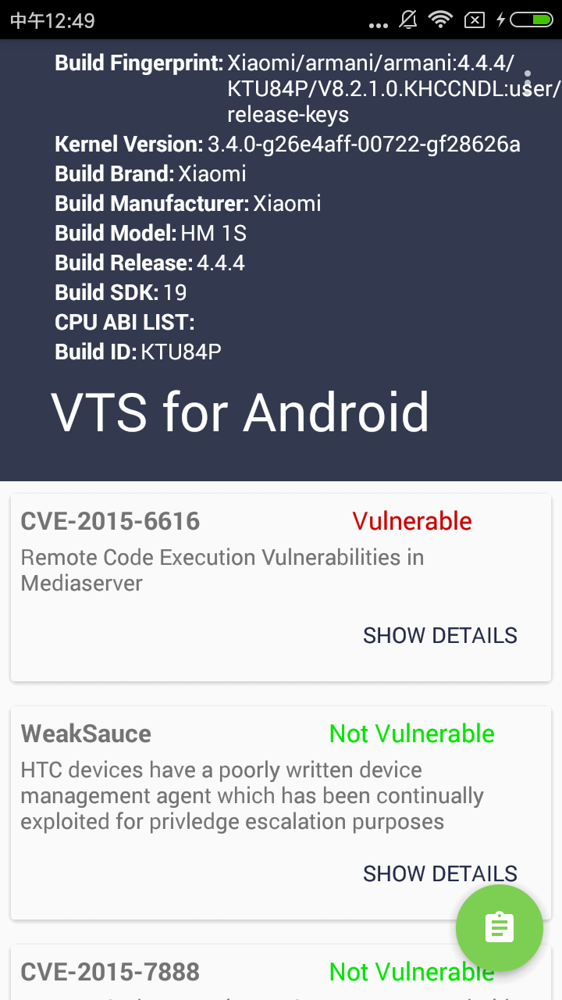 中午12:49
Build Fingerprint: Xiaomi/armani/armani:4.4.4/
KTU84P/V8.2.1.0.KHCCNDL:user/
release-keys
Kernel Version: 3.4.0-g26e4aff-00722-gf28626a
Build Brand: Xiaomi
Build Manufacturer: Xiaomi
Build Model: HM 1S
Build Release: 4.4.4
Build SDK: 19
CPU ABI LIST:
Build ID: KTU84P
VTS for Android
CVE-2015-6616 Vulnerable
Remote Code Execution Vulnerabilities in
Mediaserver
SHOW DETAILS
WeakSauce Not Vulnerable
HTC devices have a poorly written device
management agent which has been continually
exploited for privledge escalation purposes
SHOW DETAILS
CVE-2015-7888 Not Vulnerable